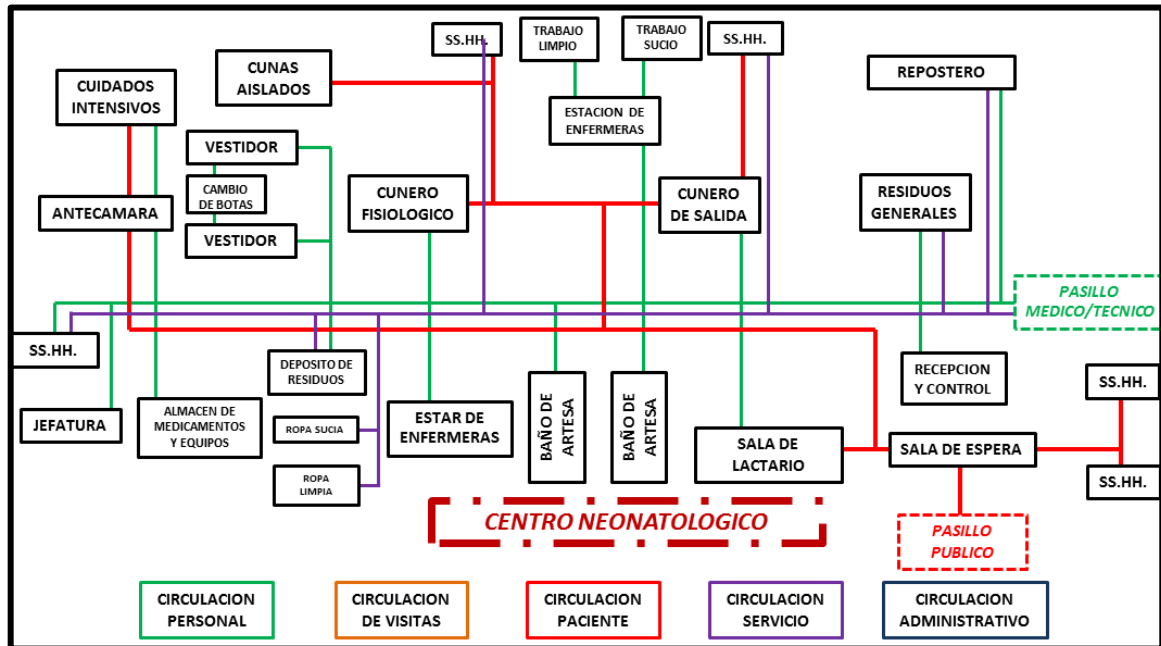 SS.HH.
TRABAJO
LIMPIO
TRABAJO
SUCIO
SS.HH.
CUNAS
AISLADOS
CUIDADOS
INTENSIVOS
REPOSTERO
ESTACION DE
ENFERMERAS
VESTIDOR
CAMBIO
DE BOTAS
VESTIDOR
ANTECAMARA
CUNERO
FISIOLOGICO
CUNERO
DE SALIDA
RESIDUOS
GENERALES
PASILLO
MEDICO/TECNICO
SS.HH.
DEPOSITO DE
RESIDUOS
RECEPCION
Y CONTROL
SS.HH.
JEFATURA
ALMACEN DE
MEDICAMENTOS
Y EQUIPOS
ROPA SUCIA
ROPA
LIMPIA
ESTAR DE
ENFERMERAS
BAÑO DE
ARTESA
BAÑO DE
ARTESA
SALA DE
LACTARIO
SALA DE ESPERA
SS.HH.
CENTRO NEONATOLOGICO
PASILLO
PUBLICO
CIRCULACION
PERSONAL
CIRCULACION
DE VISITAS
CIRCULACION
PACIENTE
CIRCULACION
SERVICIO
CIRCULACION
ADMINISTRATIVO